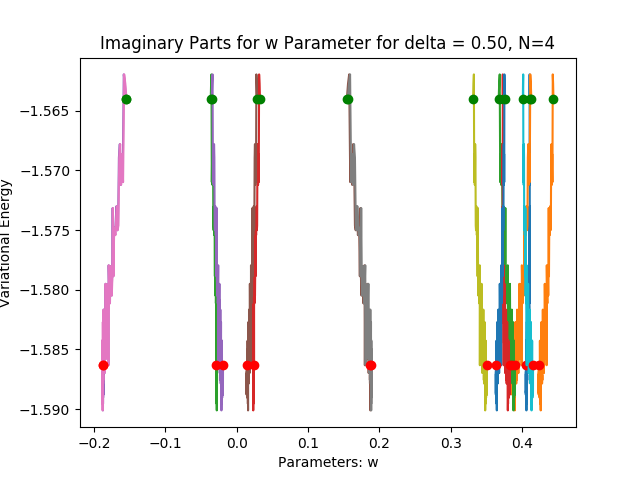 Imaginary Parts for w Parameter for delta = 0.50, N=4
Variational Energy
−1.565
−1.570
−1.575
−1.580
−1.585
−1.590
−0.2 −0.1 0.0 0.1 0.2 0.3 0.4
Parameters: w